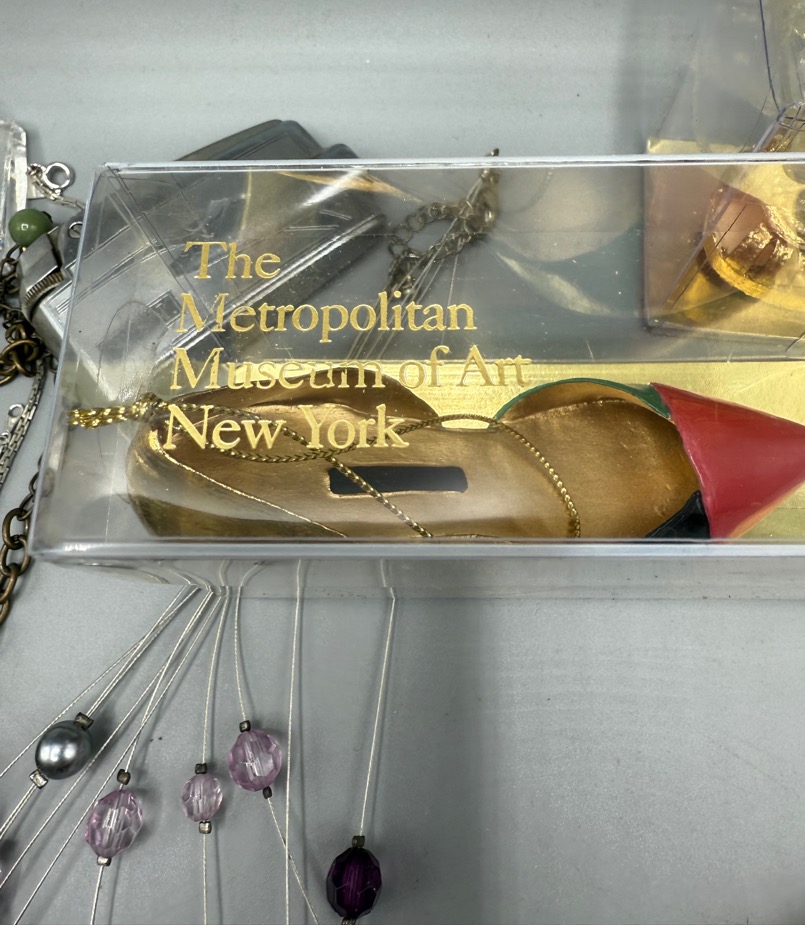 The
Metropolitan
Museum of Art
New York